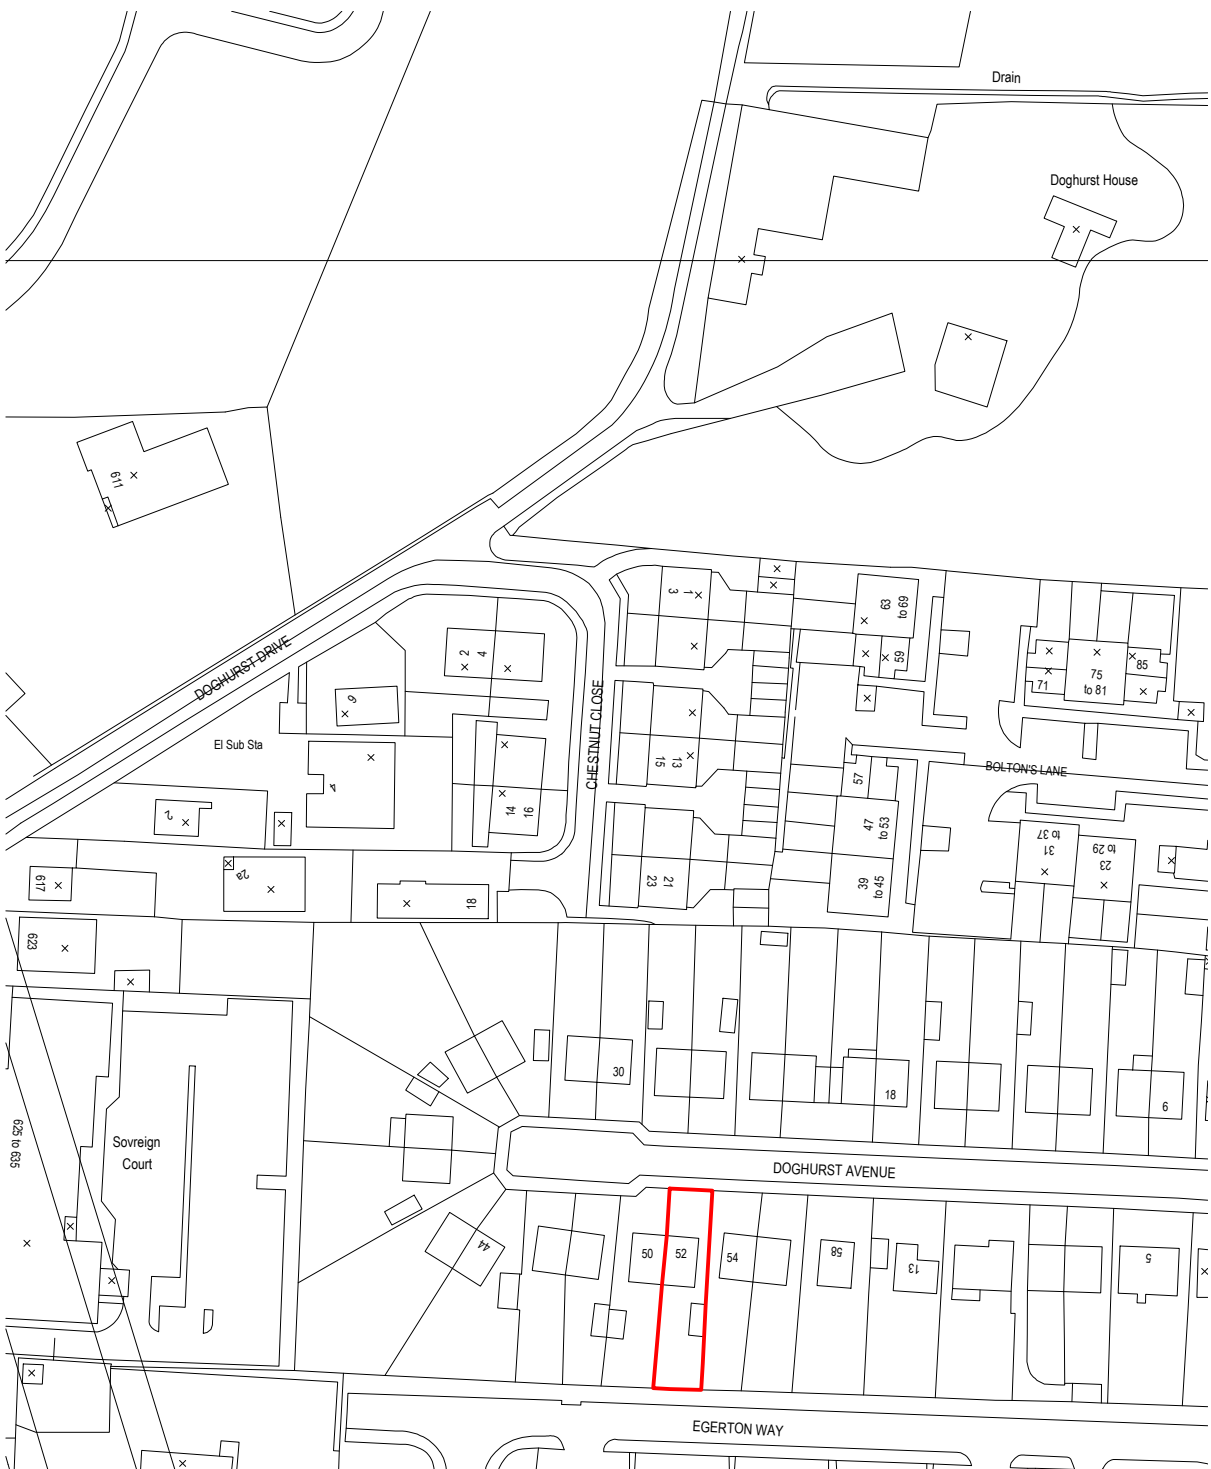 Drain
Doghurst House
611
DOGHURST DRIVE
CHESTNUT CLOSE
1
3
63
to 69
59
2
4
9
71
75
to 81
85
El Sub Sta
4
13
15
57
BOLTON'S LANE
2
14
16
47
to 53
31
to 37
23
to 29
617
2a
18
21
23
39
to 45
623
30
18
6
625 to 635
Sovreign
Court
DOGHURST AVENUE
44
50
52
54
58
13
5
EGERTON WAY